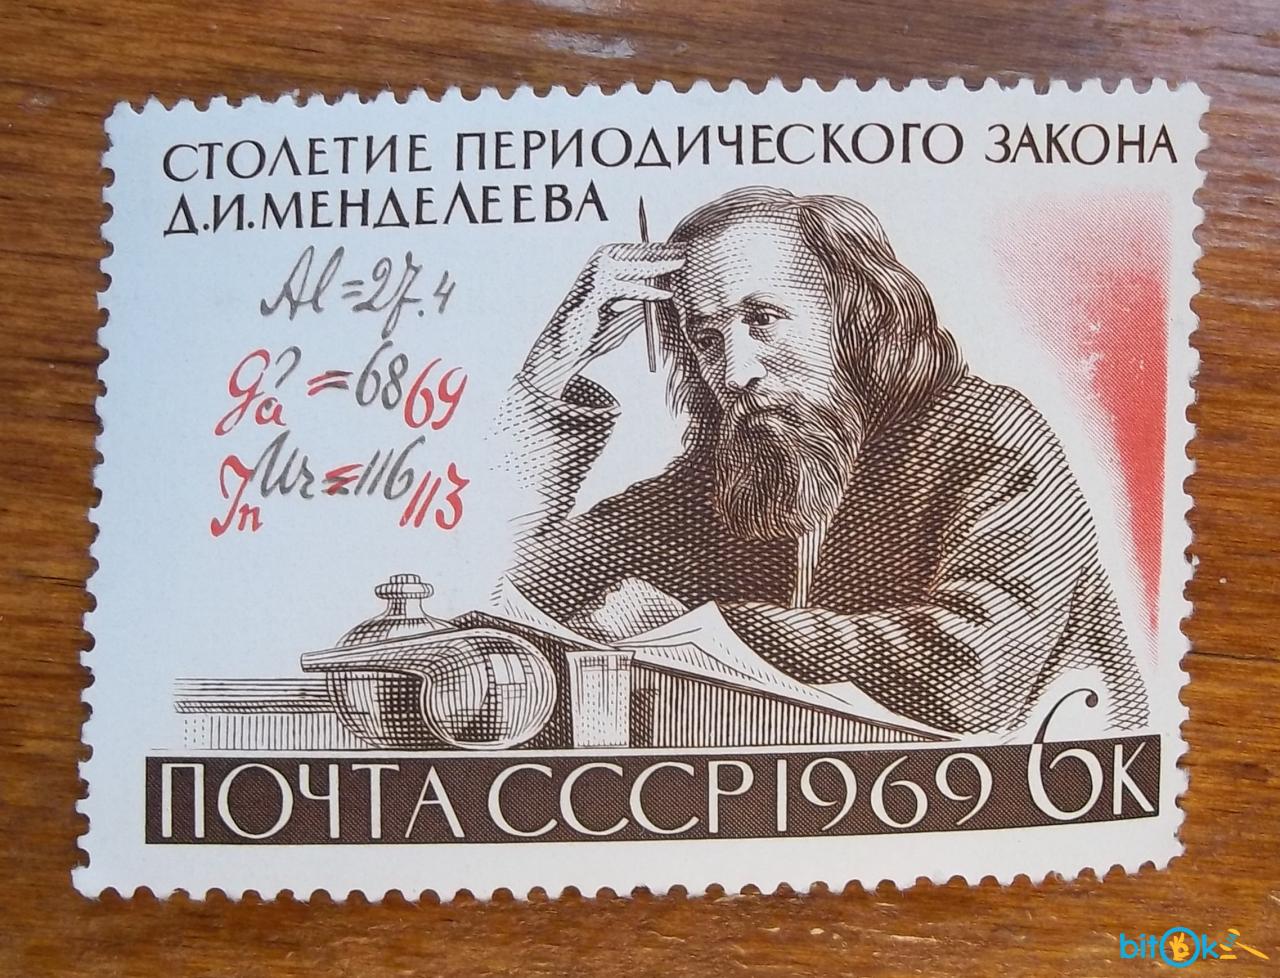 СТОЛЕТИЕ ПЕРИОДИЧЕСКОГО ЗАКОНА
Д.И.МЕНДЕЛЕЕВА
Al=27.4
Ga ?=68 69
In Ur=116 113
ПОЧТА СССР 1969 6к
bitOk